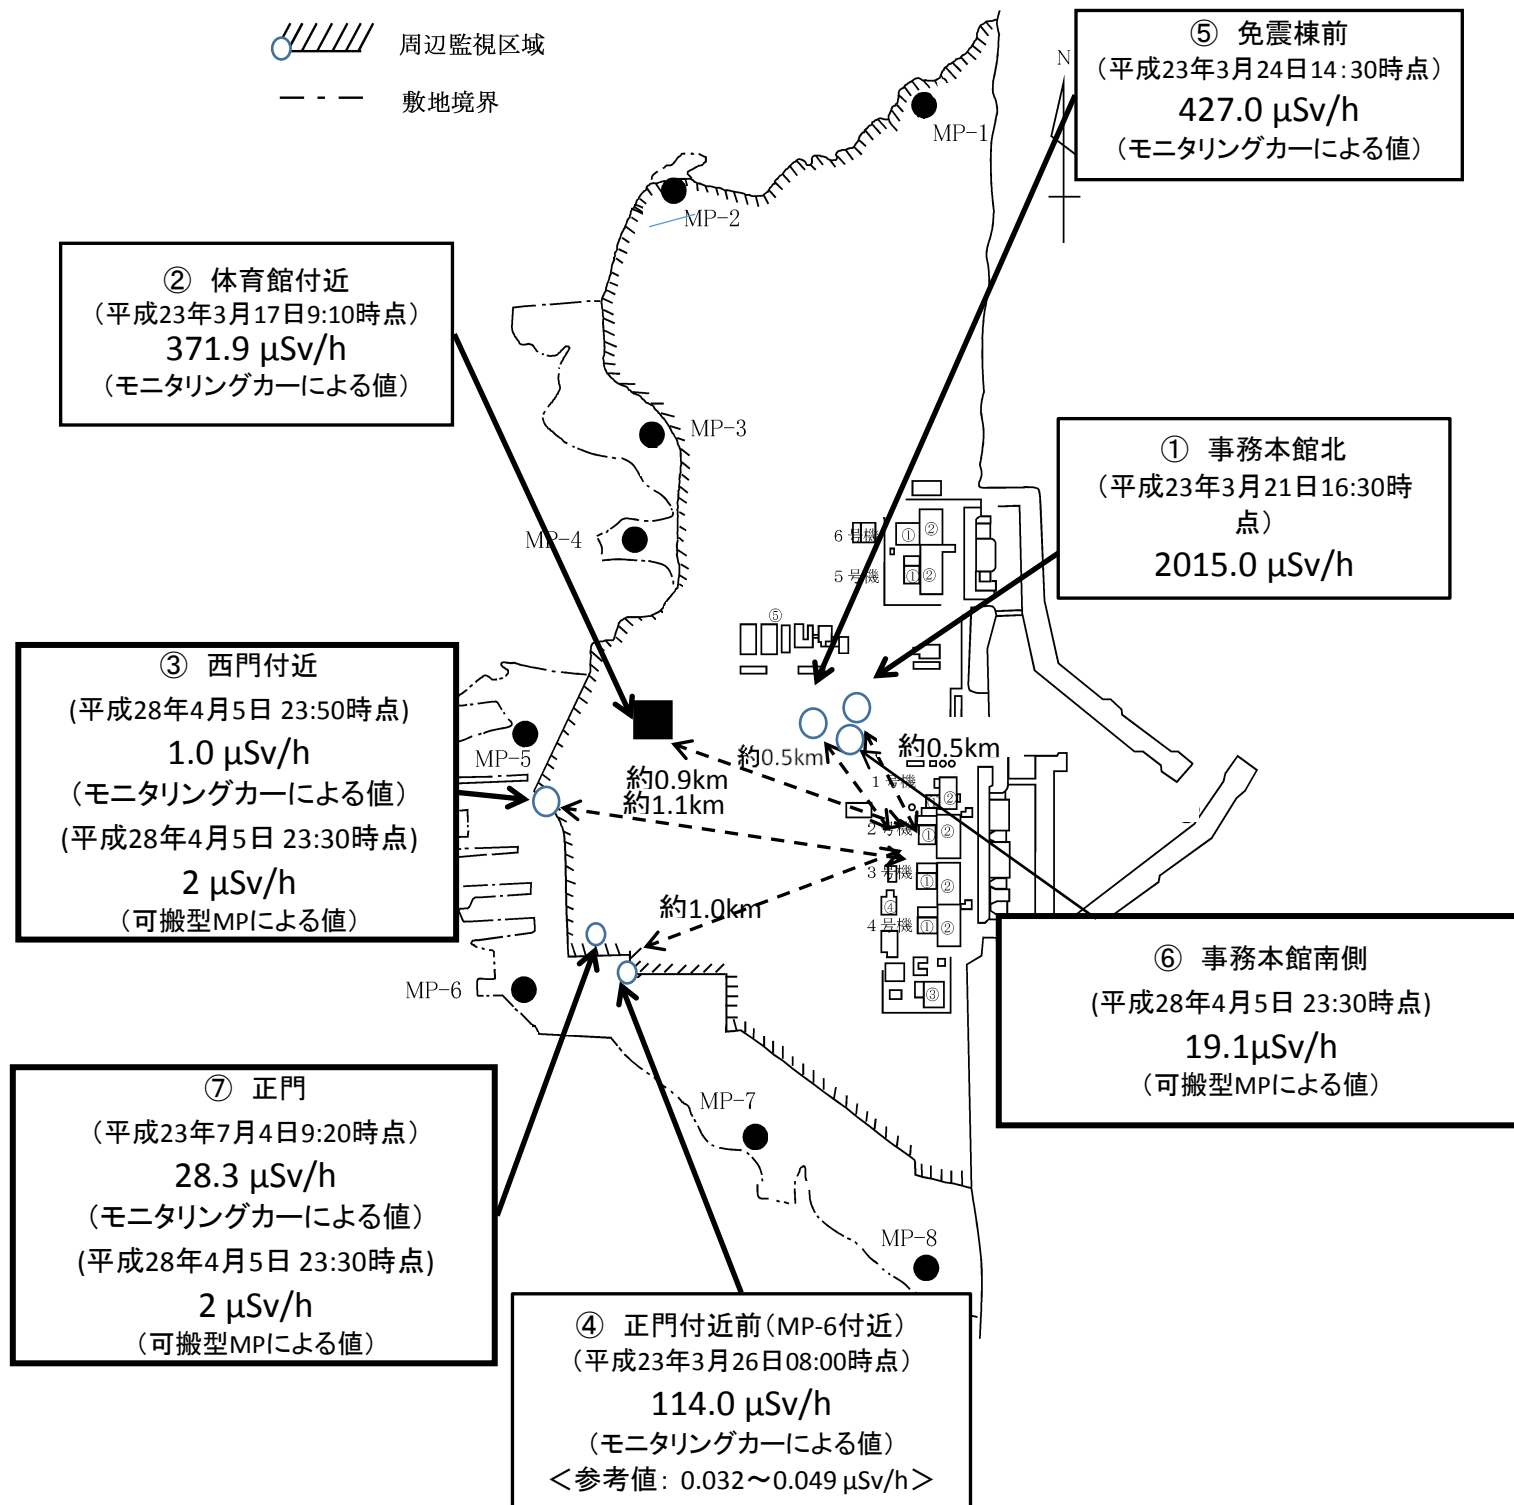 周辺監視区域
敷地境界
N
⑤ 免震棟前
（平成23年3月24日14:30時点）
427.0 µSv/h
（モニタリングカーによる値）
MP-1
MP-2
② 体育館付近
（平成23年3月17日9:10時点）
371.9 µSv/h
（モニタリングカーによる値）
MP-3
① 事務本館北
（平成23年3月21日16:30時
点）
2015.0 µSv/h
MP-4
6号機
①
②
5号機
①
②
⑤
③ 西門付近
(平成28年4月5日 23:50時点)
1.0 µSv/h
（モニタリングカーによる値）
(平成28年4月5日 23:30時点)
2 µSv/h
（可搬型MPによる値）
MP-5
約0.5km
約0.5km
約0.9km
約1.1km
約1.0km
1号機
①
②
2号機
①
②
3号機
①
②
④
4号機
①
②
③
MP-6
⑥ 事務本館南側
(平成28年4月5日 23:30時点)
19.1µSv/h
（可搬型MPによる値）
⑦ 正門
（平成23年7月4日9:20時点）
28.3 µSv/h
（モニタリングカーによる値）
(平成28年4月5日 23:30時点)
2 µSv/h
（可搬型MPによる値）
MP-7
MP-8
④ 正門付近前（MP-6付近）
（平成23年3月26日08:00時点）
114.0 µSv/h
（モニタリングカーによる値）
＜参考値：0.032～0.049 µSv/h＞